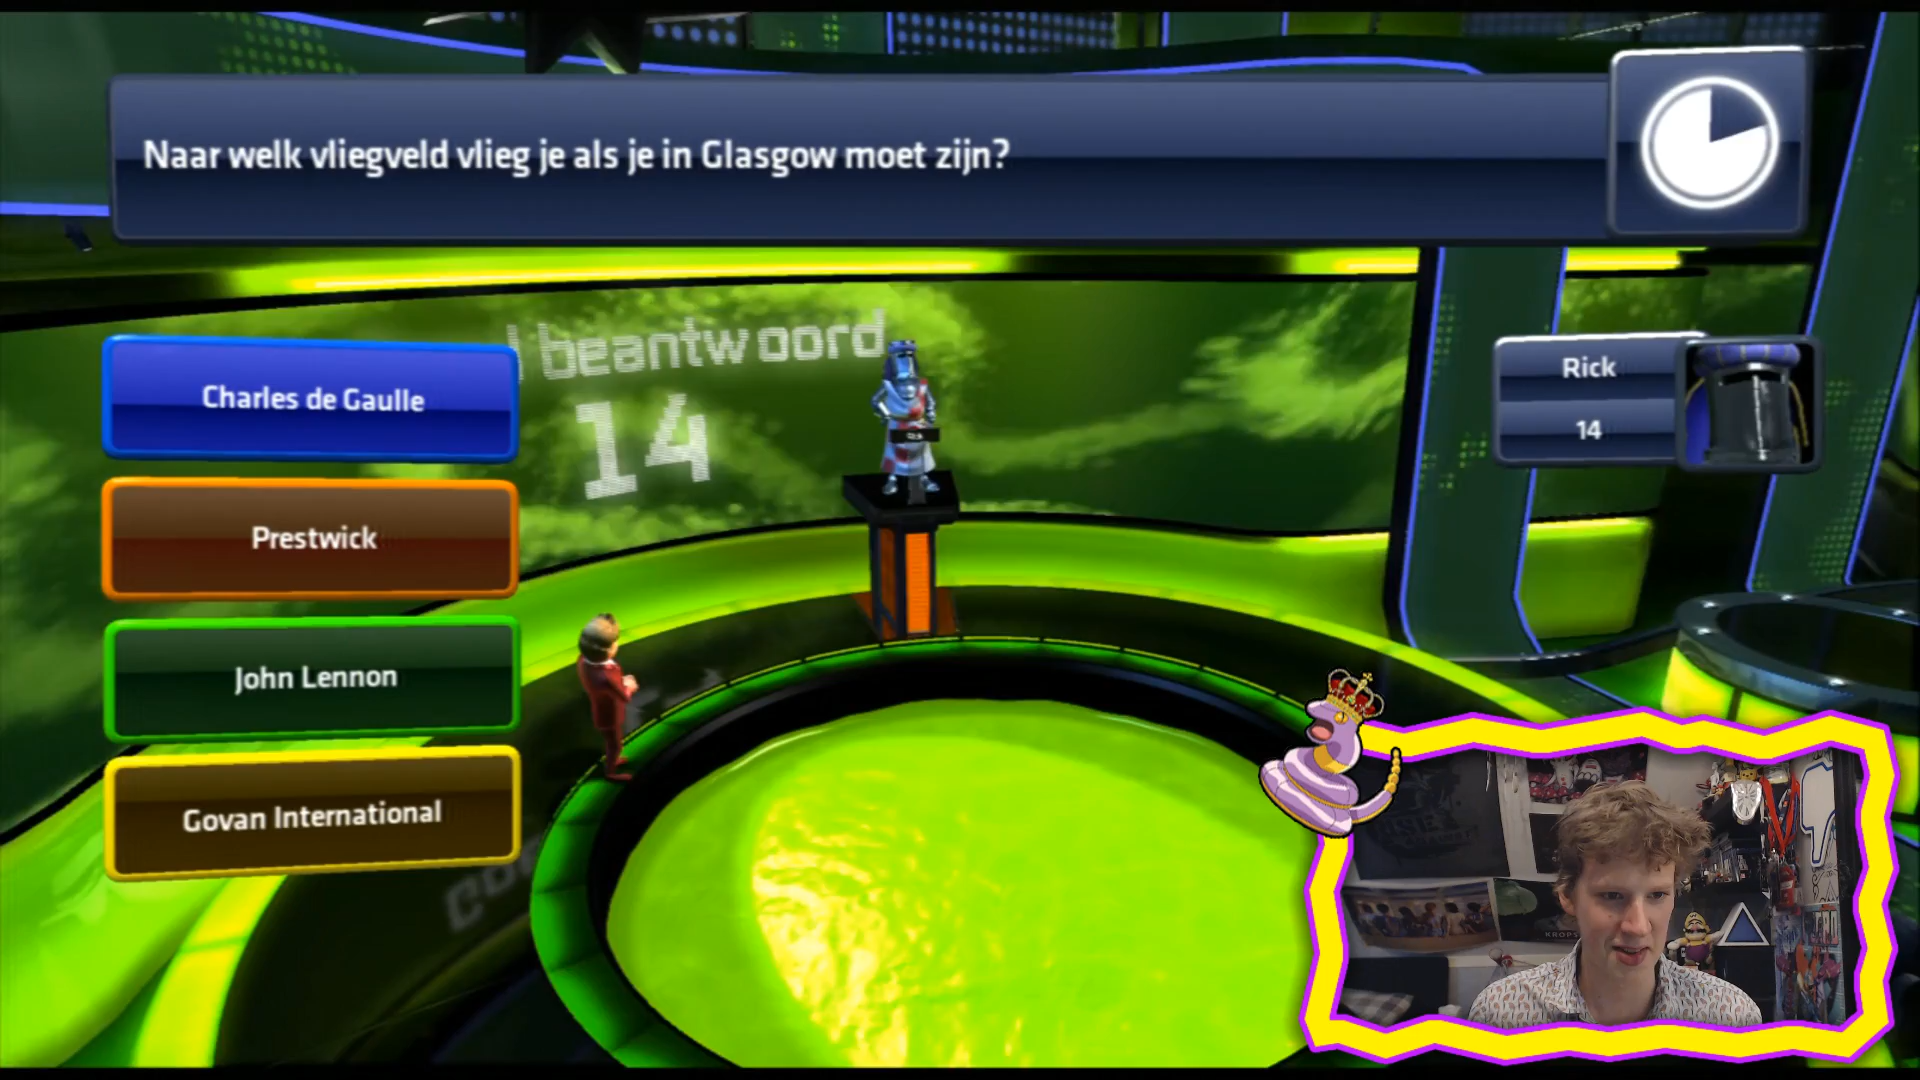 Naar welk vliegveld vlieg je als je in Glasgow moet zijn?
beantwoord
14
Charles de Gaulle
Prestwick
John Lennon
Govan International
Rick
14